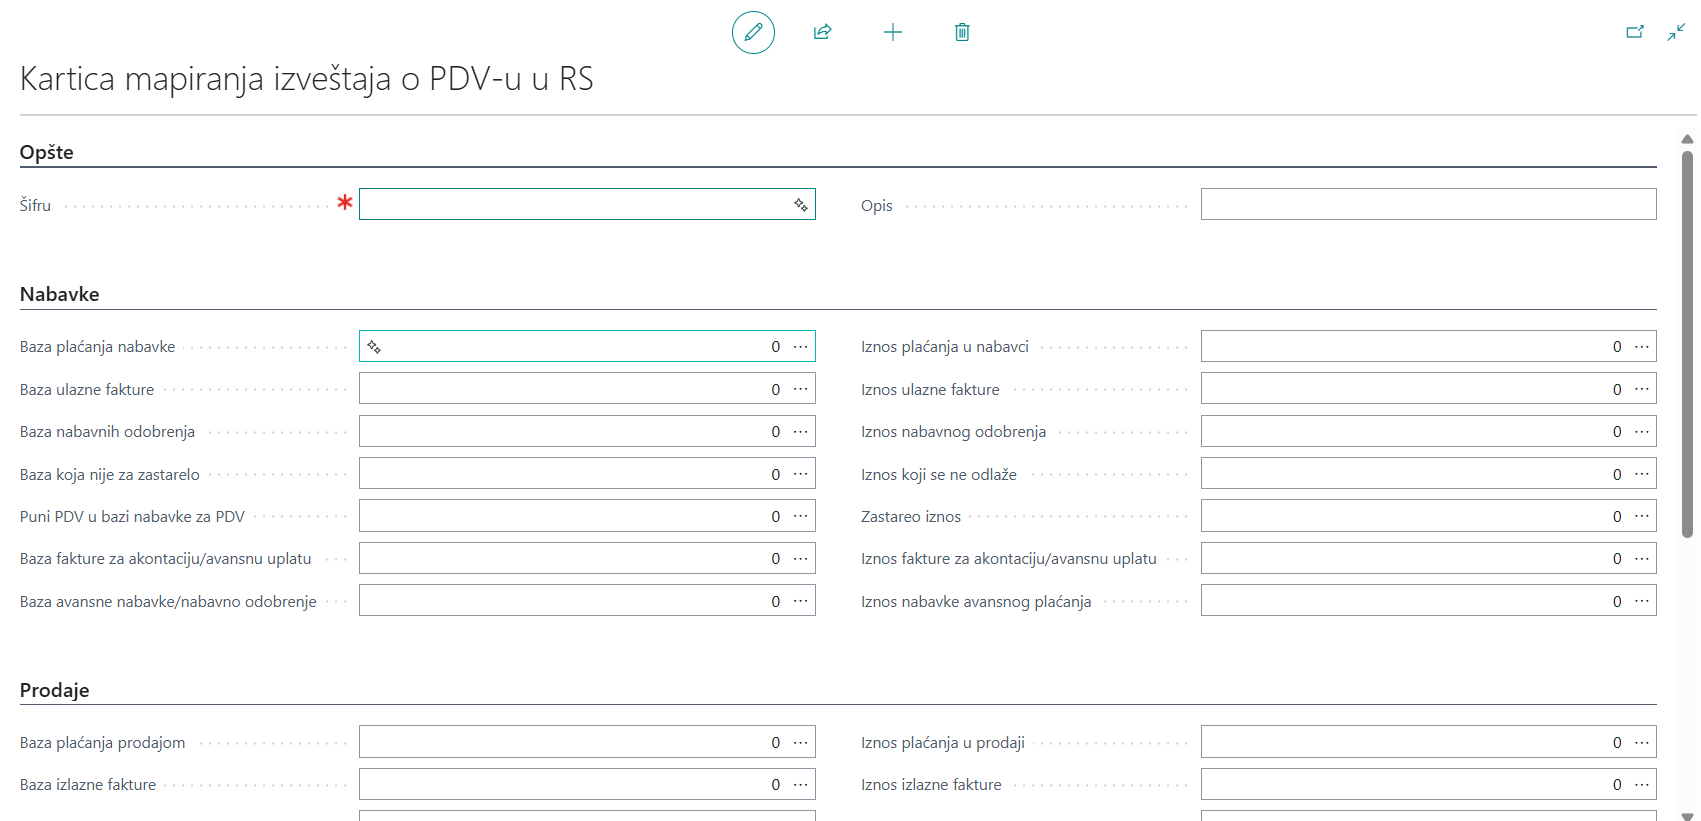 Kartica mapiranja izveštaja o PDV-u u RS
Opšte
Šifru
Opis
Nabavke
Baza plaćanja nabavke 0
Iznos plaćanja u nabavci 0
Baza ulazne fakture 0
Iznos ulazne fakture 0
Baza nabavnih odobrenja 0
Iznos nabavnog odobrenja 0
Baza koja nije za zastarelo 0
Iznos koji se ne odlaže 0
Puni PDV u bazi nabavke za PDV 0
Zastareo iznos 0
Baza fakture za akontaciju/avansnu uplatu 0
Iznos fakture za akontaciju/avansnu uplatu 0
Baza avansne nabavke/nabavno odobrenje 0
Iznos nabavke avansnog plaćanja 0
Prodaje
Baza plaćanja prodajom 0
Iznos plaćanja u prodaji 0
Baza izlazne fakture 0
Iznos izlazne fakture 0